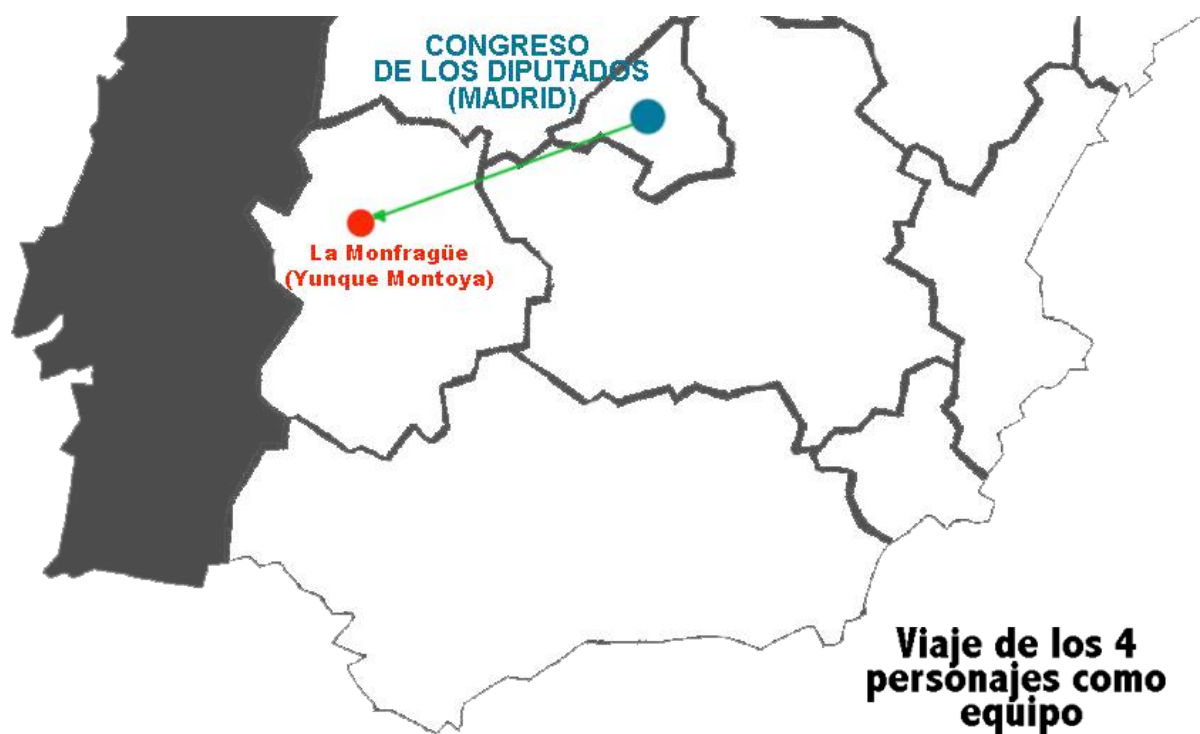 CONGRESO
DE LOS DIPUTADOS
(MADRID)
La Monfragüe
(Yunque Montoya)
Viaje de los 4
personajes como
equipo